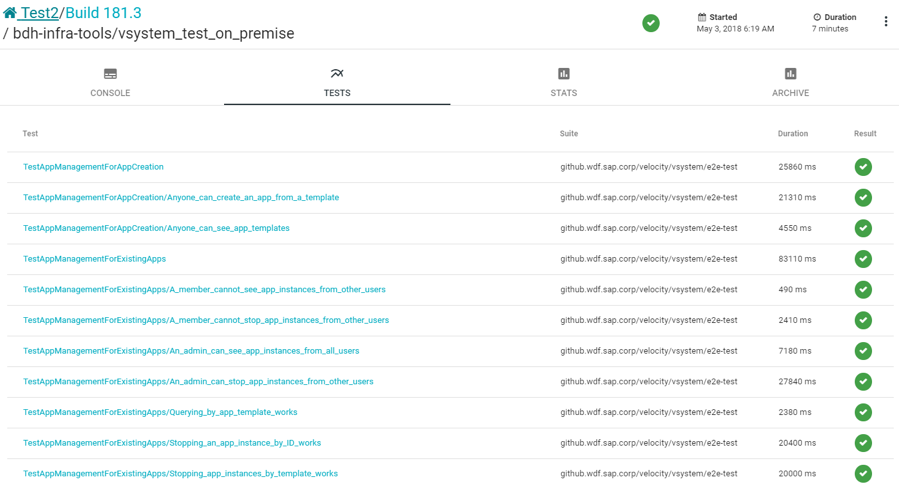 Test2/Build 181.3
/ bdh-infra-tools/vsystem_test_on_premise
Started
May 3, 2018 6:19 AM
Duration
7 minutes
CONSOLE
TESTS
STATS
ARCHIVE
Test Suite Duration Result
TestAppManagementForAppCreation github.wdf.sap.corp/velocity/vsystem/e2e-test 25860 ms
TestAppManagementForAppCreation/Anyone_can_create_an_app_from_a_template github.wdf.sap.corp/velocity/vsystem/e2e-test 21310 ms
TestAppManagementForAppCreation/Anyone_can_see_app_templates github.wdf.sap.corp/velocity/vsystem/e2e-test 4550 ms
TestAppManagementForExistingApps github.wdf.sap.corp/velocity/vsystem/e2e-test 83110 ms
TestAppManagementForExistingApps/A_member_cannot_see_app_instances_from_other_users github.wdf.sap.corp/velocity/vsystem/e2e-test 490 ms
TestAppManagementForExistingApps/A_member_cannot_stop_app_instances_from_other_users github.wdf.sap.corp/velocity/vsystem/e2e-test 2410 ms
TestAppManagementForExistingApps/An_admin_can_see_app_instances_from_all_users github.wdf.sap.corp/velocity/vsystem/e2e-test 7180 ms
TestAppManagementForExistingApps/An_admin_can_stop_app_instances_from_other_users github.wdf.sap.corp/velocity/vsystem/e2e-test 27840 ms
TestAppManagementForExistingApps/Querying_by_app_template_works github.wdf.sap.corp/velocity/vsystem/e2e-test 2380 ms
TestAppManagementForExistingApps/Stopping_an_app_instance_by_ID_works github.wdf.sap.corp/velocity/vsystem/e2e-test 20400 ms
TestAppManagementForExistingApps/Stopping_app_instances_by_template_works github.wdf.sap.corp/velocity/vsystem/e2e-test 20000 ms